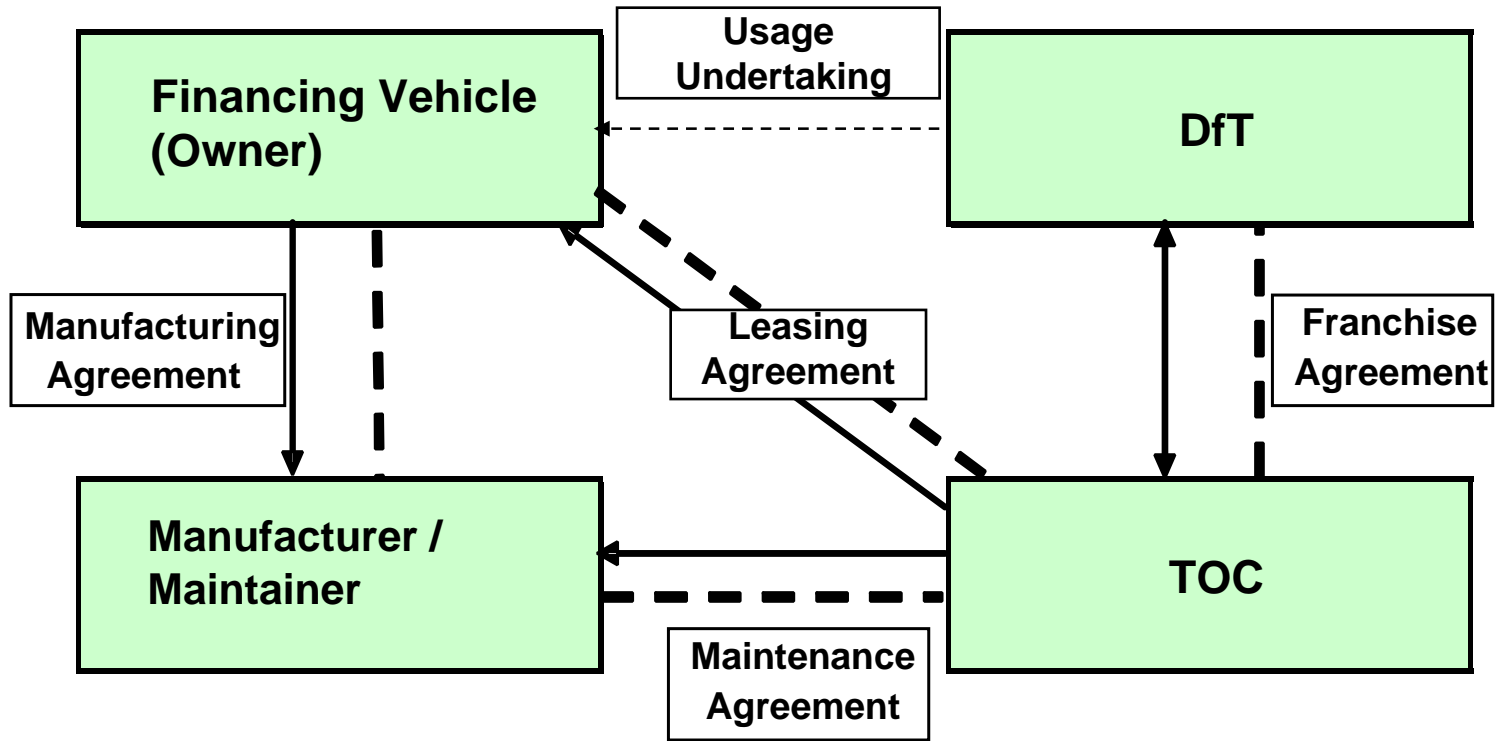 Usage
Undertaking
Financing Vehicle
(Owner)
DfT
Manufacturing
Agreement
Leasing
Agreement
Franchise
Agreement
Manufacturer /
Maintainer
TOC
Maintenance
Agreement